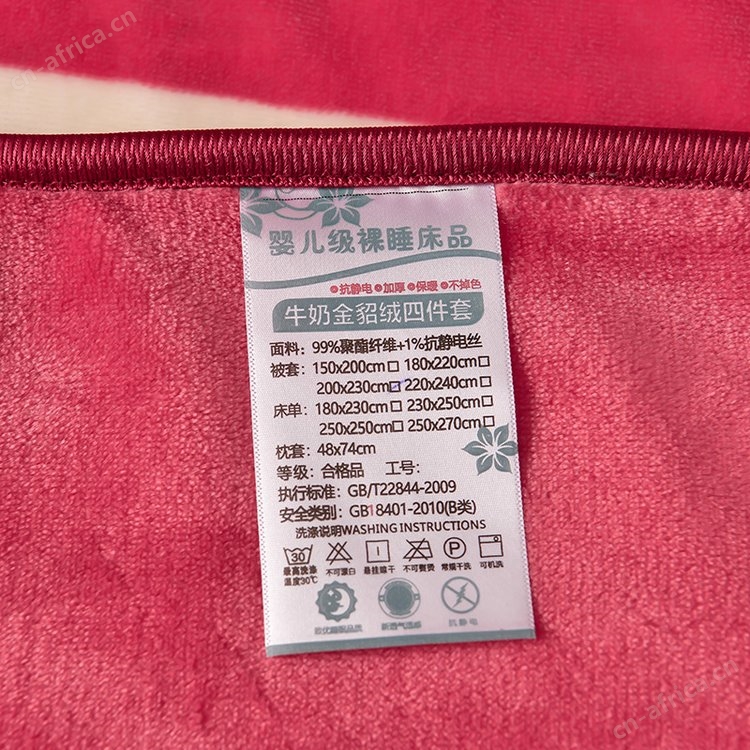 cn-africa.cn
婴儿级裸睡床品
抗静电 加厚 保暖 不掉色
牛奶金貂绒四件套
面料: 99%聚酯纤维+1%抗静电丝
被套: 150x200cm□ 180x220cm□
200x230cm☑ 220x240cm□
床单: 180x230cm□ 230x250cm□
250x250cm□ 250x270cm□
枕套: 48x74cm
等级: 合格品 工号:
执行标准: GB/T22844-2009
安全类别: GB18401-2010(B类)
洗涤说明WASHING INSTRUCTIONS
30 P
最高洗涤 不可漂白 悬挂晾干 不可熨烫 常规干洗 可机洗
温度30℃
抗静电
cn-africa.cn